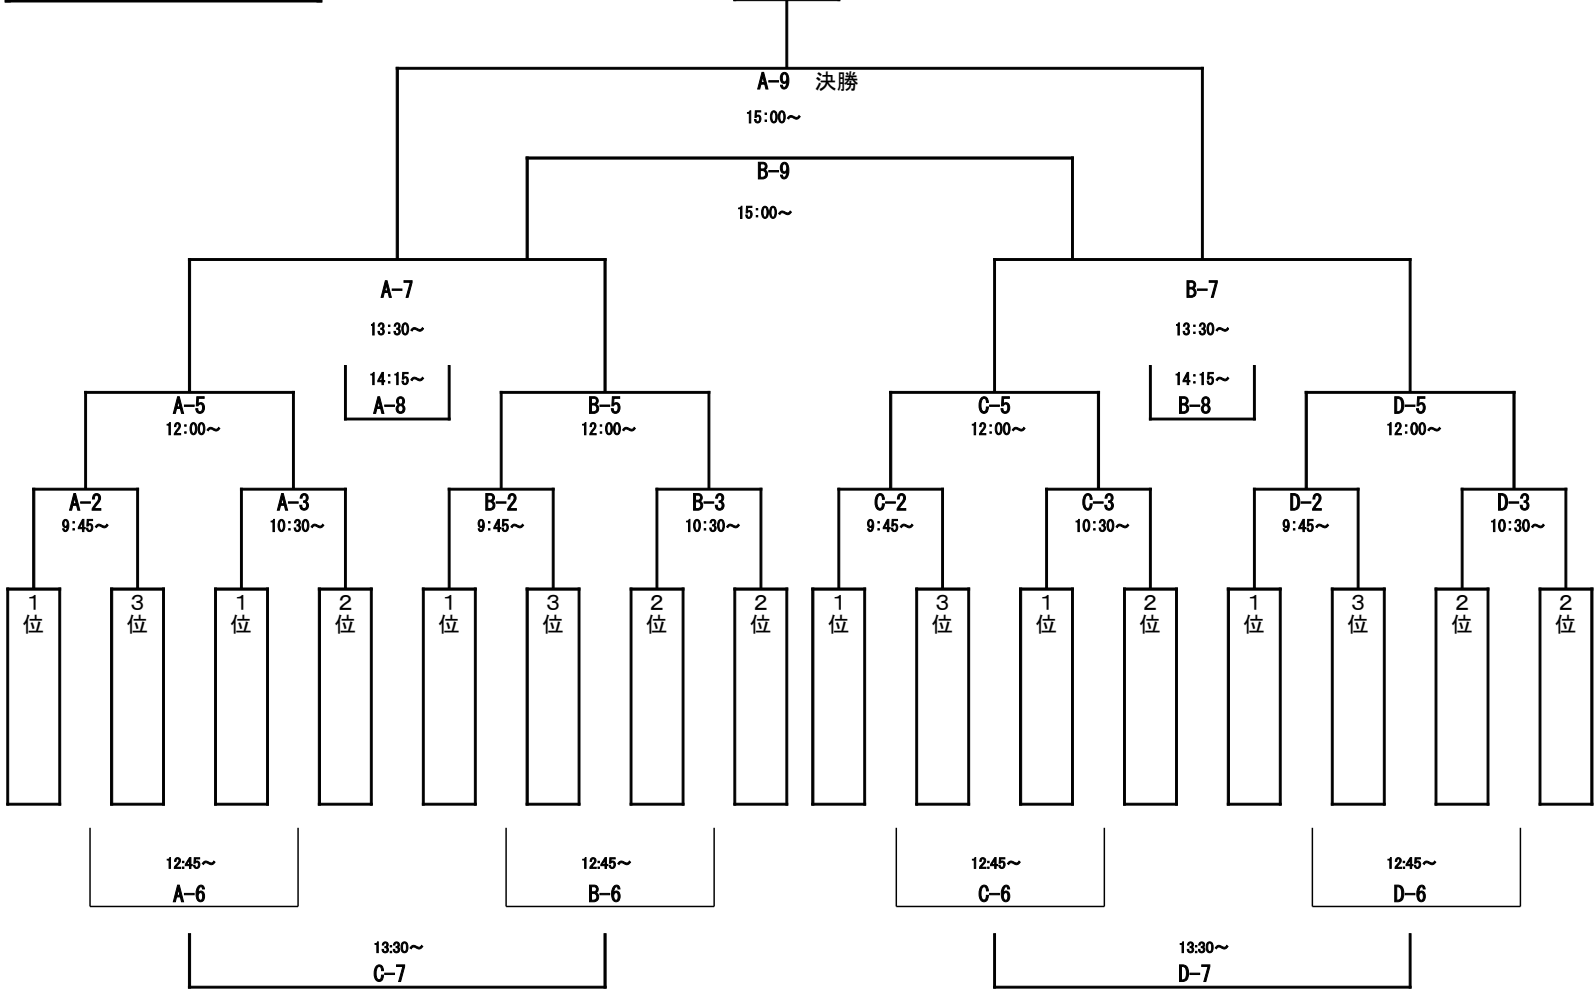 A-9 決勝
15:00～
B-9
15:00～
A-7 B-7
13:30～ 13:30～
14:15～ 14:15～
A-5 A-8 B-5 C-5 B-8 D-5
12:00～ 12:00～ 12:00～ 12:00～
A-2 A-3 B-2 B-3 C-2 C-3 D-2 D-3
9:45～ 10:30～ 9:45～ 10:30～ 9:45～ 10:30～ 9:45～ 10:30～
1位 3位 1位 2位 1位 3位 2位 2位 1位 3位 1位 2位 1位 3位 2位 2位
12:45～ 12:45～ 12:45～ 12:45～
A-6 B-6 C-6 D-6
13:30～ 13:30～
C-7 D-7